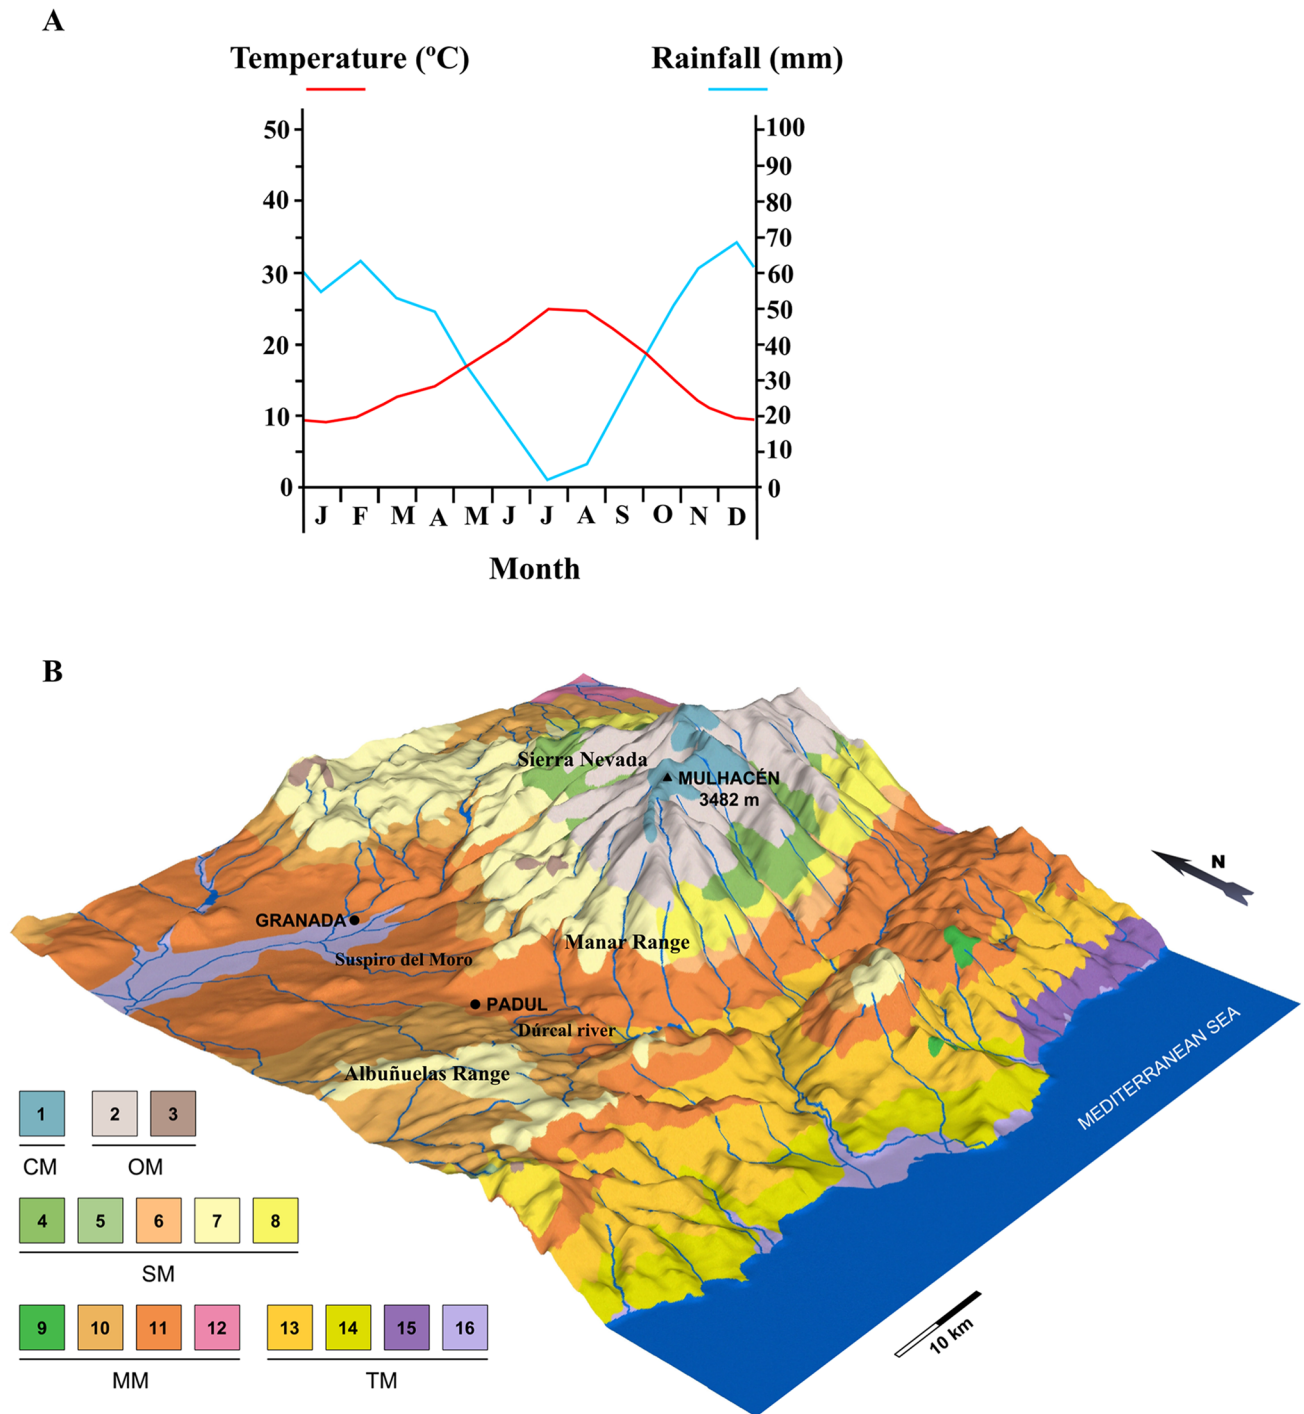 A
Temperature (ºC)
Rainfall (mm)
50
40
30
20
10
0
100
90
80
70
60
50
40
30
20
10
0
J F M A M J J A S O N D
Month
B
Sierra Nevada
MULHACÉN
3482 m
N
GRANADA
Manar Range
Suspiro del Moro
PADUL
Dúrcal river
Albuñuelas Range
MEDITERRANEAN SEA
10 km
1 2 3
CM OM
4 5 6 7 8
SM
9 10 11 12 13 14 15 16
MM TM